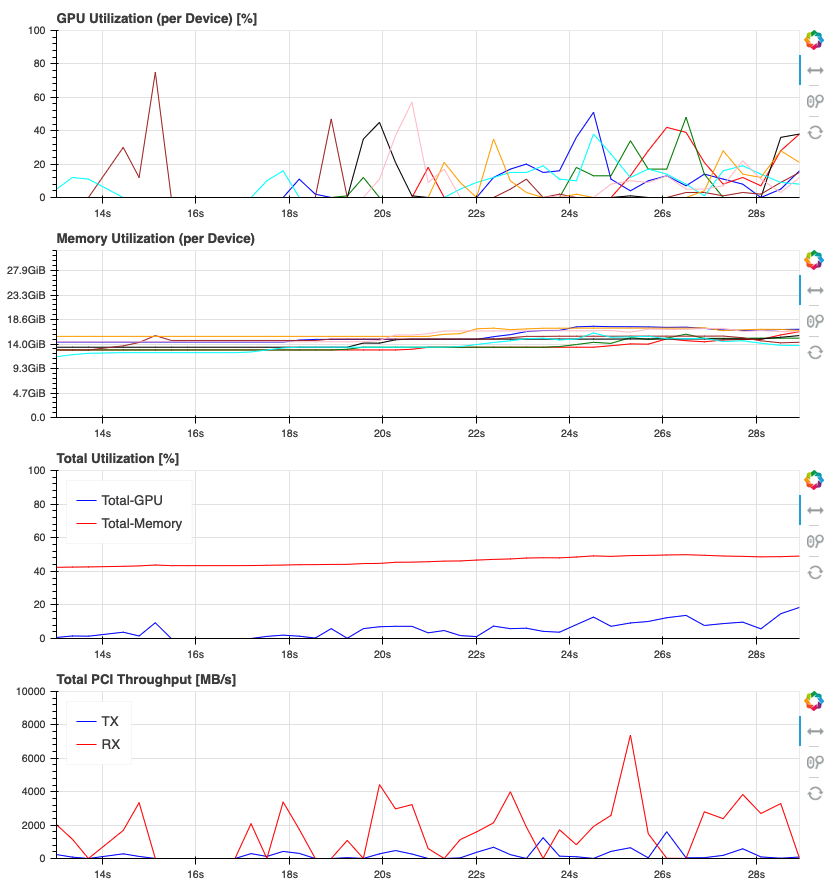 GPU Utilization (per Device) [%]
100
80
60
40
20
0
14s 16s 18s 20s 22s 24s 26s 28s
Memory Utilization (per Device)
27.9GiB
23.3GiB
18.6GiB
14.0GiB
9.3GiB
4.7GiB
0.0
14s 16s 18s 20s 22s 24s 26s 28s
Total Utilization [%]
100
80
60
40
20
0
Total-GPU
Total-Memory
14s 16s 18s 20s 22s 24s 26s 28s
Total PCI Throughput [MB/s]
10000
8000
6000
4000
2000
0
TX
RX
14s 16s 18s 20s 22s 24s 26s 28s